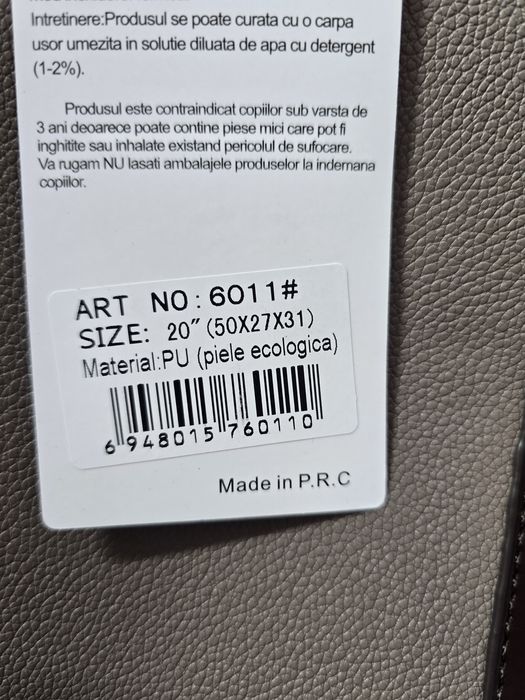 Intretinere:Produsul se poate curata cu o carpa
usor umezita in solutie diluata de apa cu detergent
(1-2%).
Produsul este contraindicat copiilor sub varsta de
3 ani deoarece poate contine piese mici care pot fi
inghitite sau inhalate existand pericolul de sufocare.
Va rugam NU lasati ambalajele produselor la indemana
copiilor.
ART NO:6011#
SIZE: 20″(50X27X31)
Material:PU (piele ecologica)
6 948015 760110
Made in P.R.C